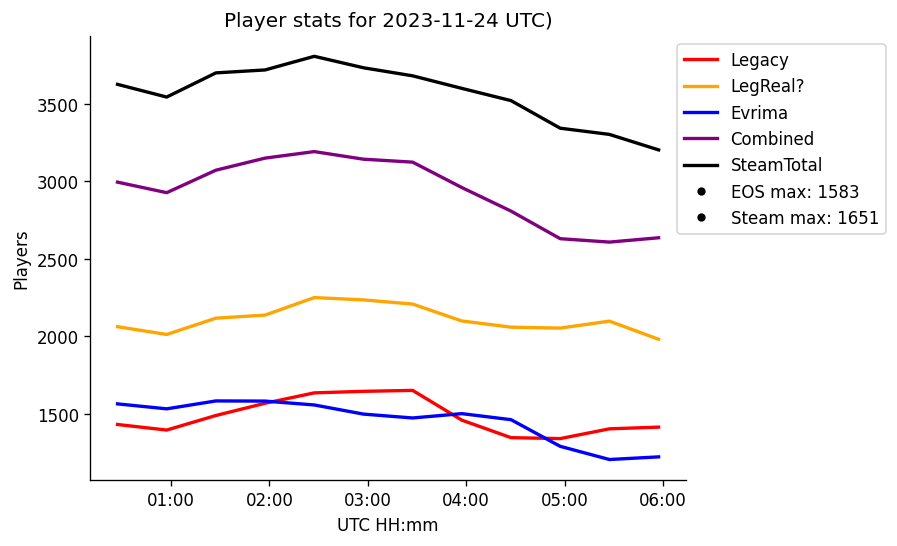 Player stats for 2023-11-24 UTC)
Legacy
LegReal?
Evrima
Combined
SteamTotal
EOS max: 1583
Steam max: 1651
Players
3500
3000
2500
2000
1500
01:00 02:00 03:00 04:00 05:00 06:00
UTC HH:mm